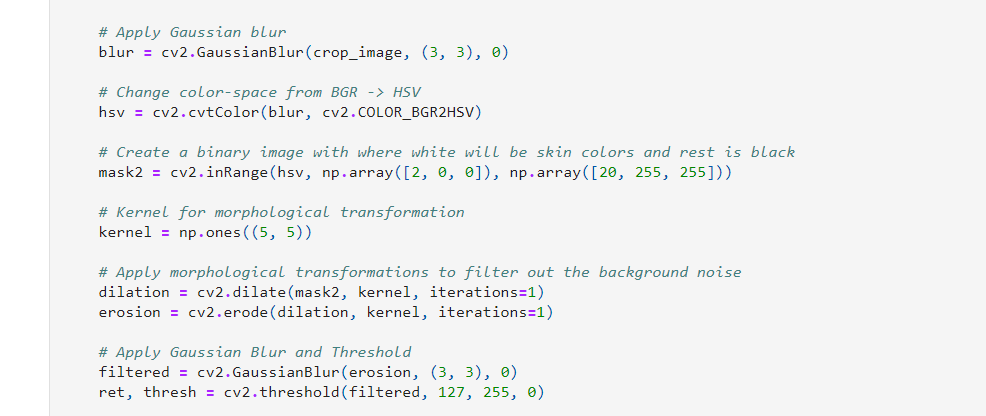 # Apply Gaussian blur
blur = cv2.GaussianBlur(crop_image, (3, 3), 0)
# Change color-space from BGR -> HSV
hsv = cv2.cvtColor(blur, cv2.COLOR_BGR2HSV)
# Create a binary image with where white will be skin colors and rest is black
mask2 = cv2.inRange(hsv, np.array([2, 0, 0]), np.array([20, 255, 255]))
# Kernel for morphological transformation
kernel = np.ones((5, 5))
# Apply morphological transformations to filter out the background noise
dilation = cv2.dilate(mask2, kernel, iterations=1)
erosion = cv2.erode(dilation, kernel, iterations=1)
# Apply Gaussian Blur and Threshold
filtered = cv2.GaussianBlur(erosion, (3, 3), 0)
ret, thresh = cv2.threshold(filtered, 127, 255, 0)